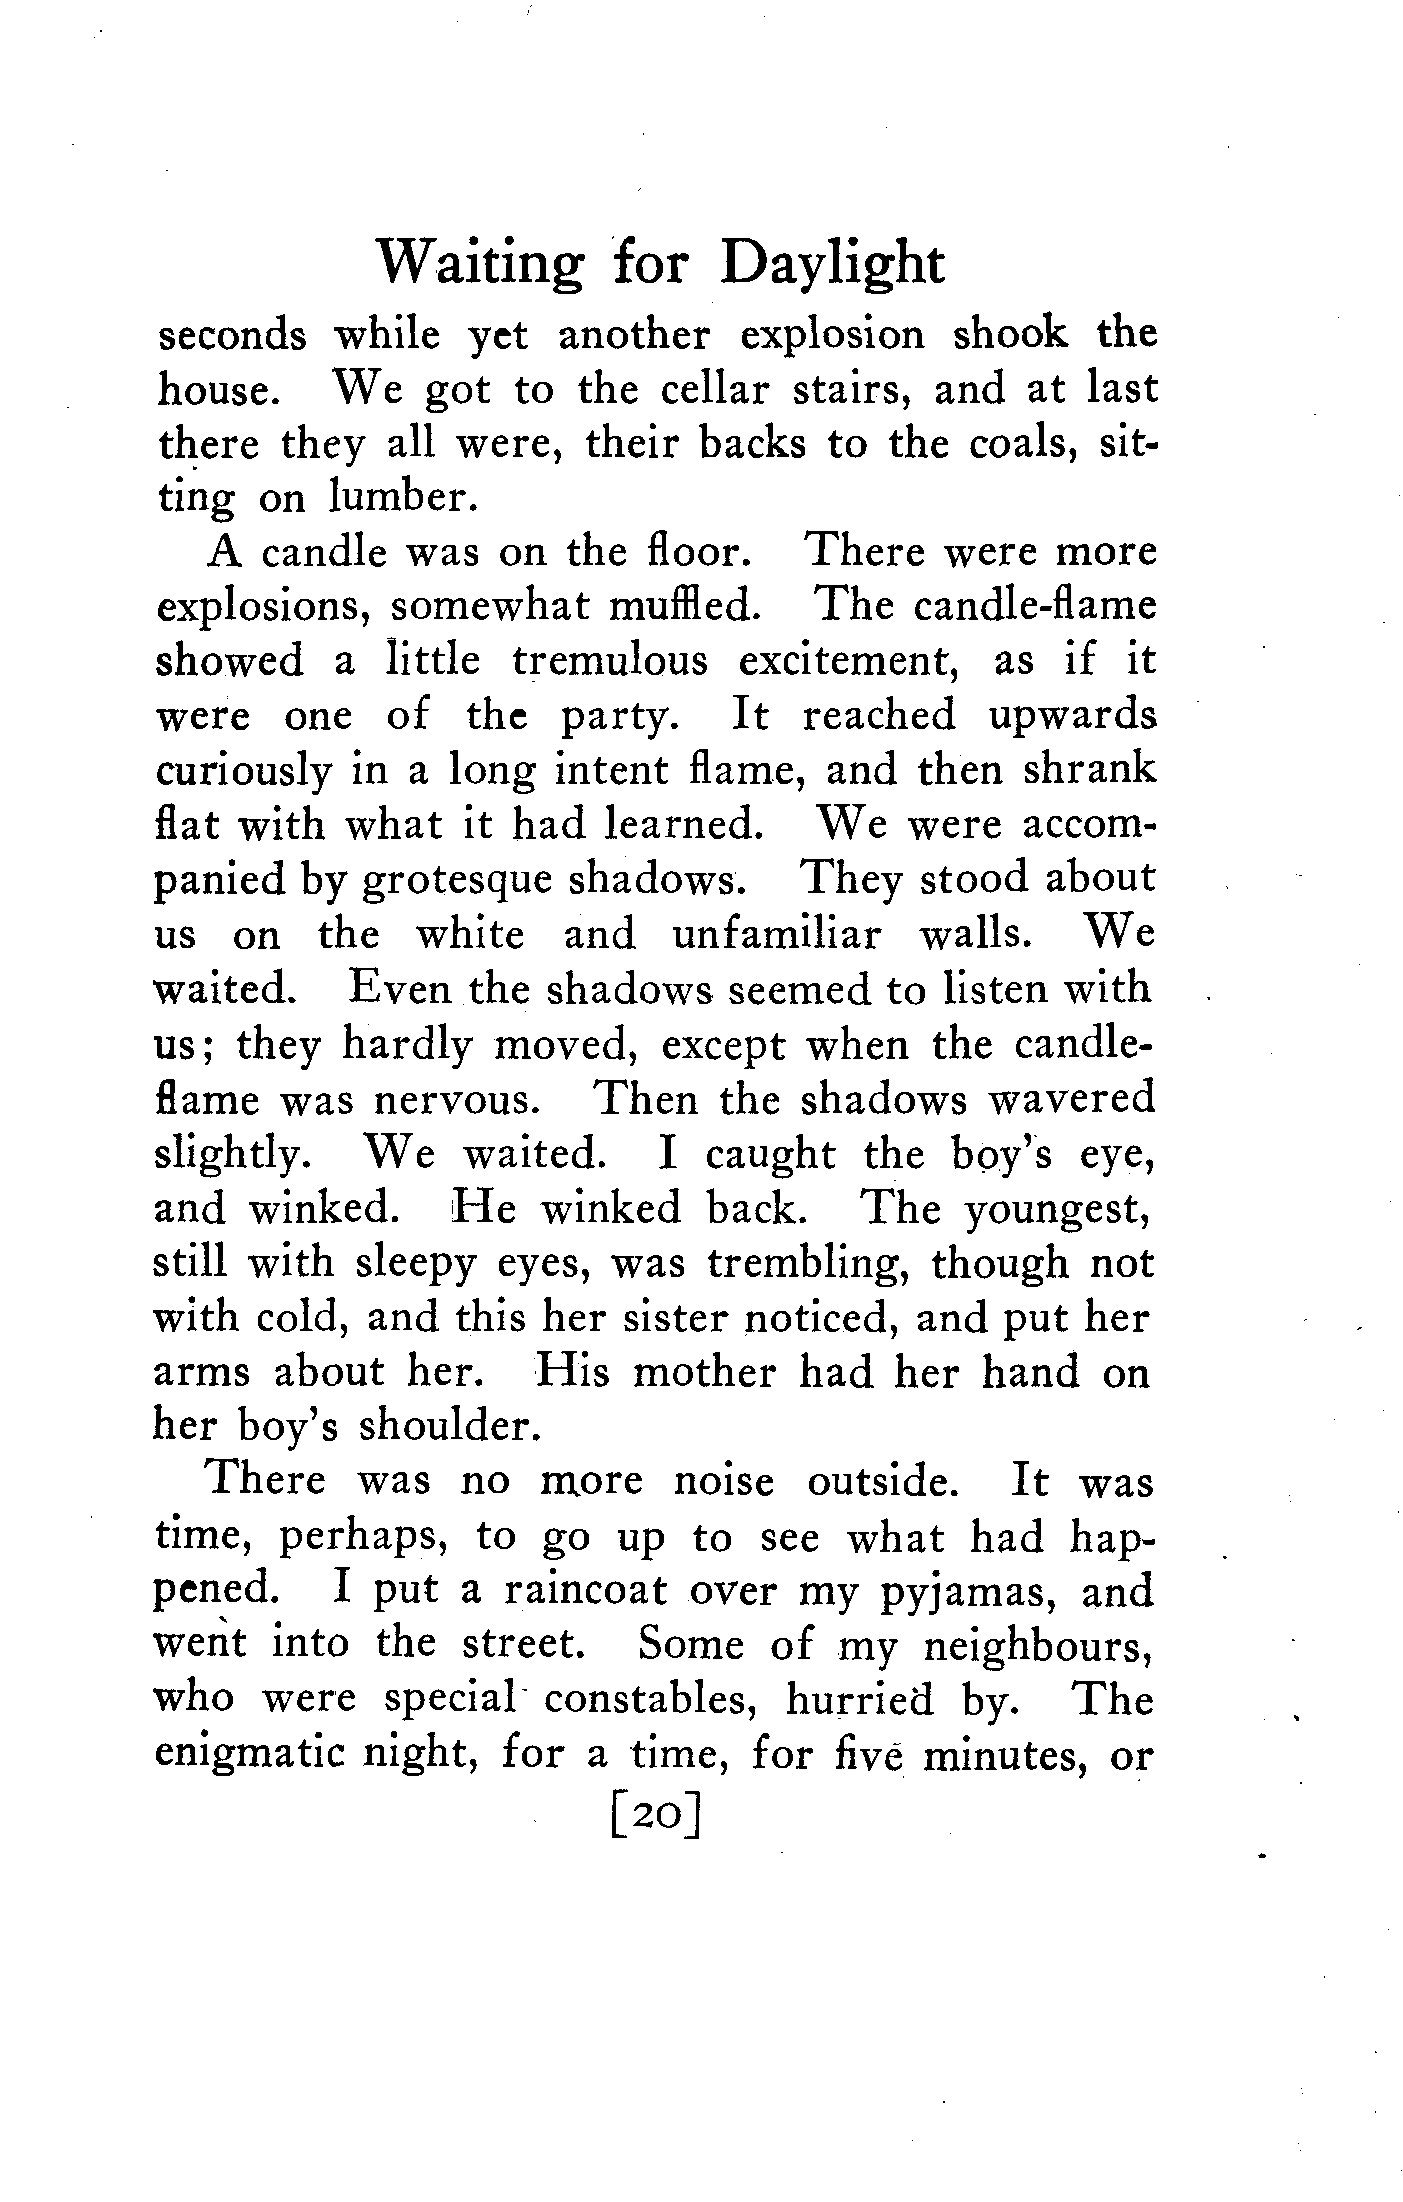 Waiting for Daylight
seconds while yet another explosion shook the
house. We got to the cellar stairs, and at last
there they all were, their backs to the coals, sit-
ting on lumber.
A candle was on the floor. There were more
explosions, somewhat muffled. The candle-flame
showed a little tremulous excitement, as if it
were one of the party. It reached upwards
curiously in a long intent flame, and then shrank
flat with what it had learned. We were accom-
panied by grotesque shadows. They stood about
us on the white and unfamiliar walls. We
waited. Even the shadows seemed to listen with
us; they hardly moved, except when the candle-
flame was nervous. Then the shadows wavered
slightly. We waited. I caught the boy's eye,
and winked. He winked back. The youngest,
still with sleepy eyes, was trembling, though not
with cold, and this her sister noticed, and put her
arms about her. His mother had her hand on
her boy's shoulder.
There was no more noise outside. It was
time, perhaps, to go up to see what had hap-
pened. I put a raincoat over my pyjamas, and
went into the street. Some of my neighbours,
who were special constables, hurried by. The
enigmatic night, for a time, for five minutes, or
[20]